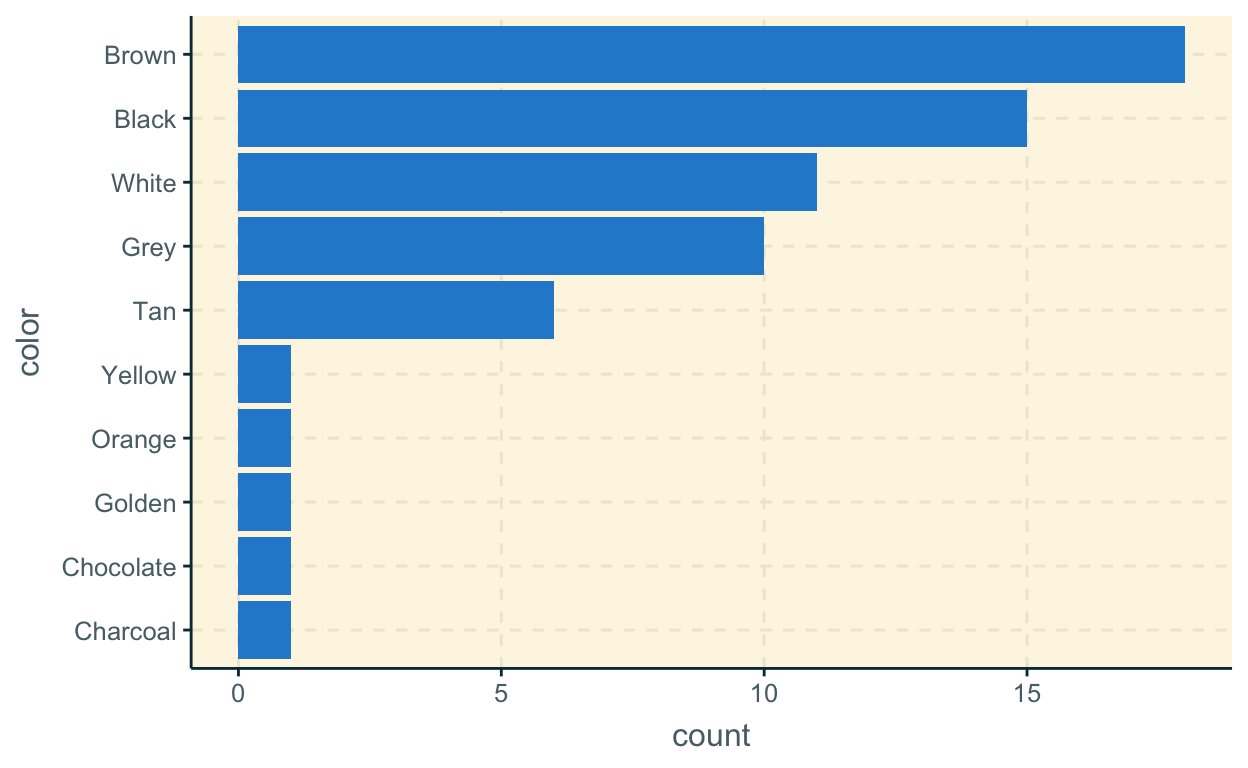 Brown
Black
White
Grey
Tan
Yellow
Orange
Golden
Chocolate
Charcoal
color
0 5 10 15
count